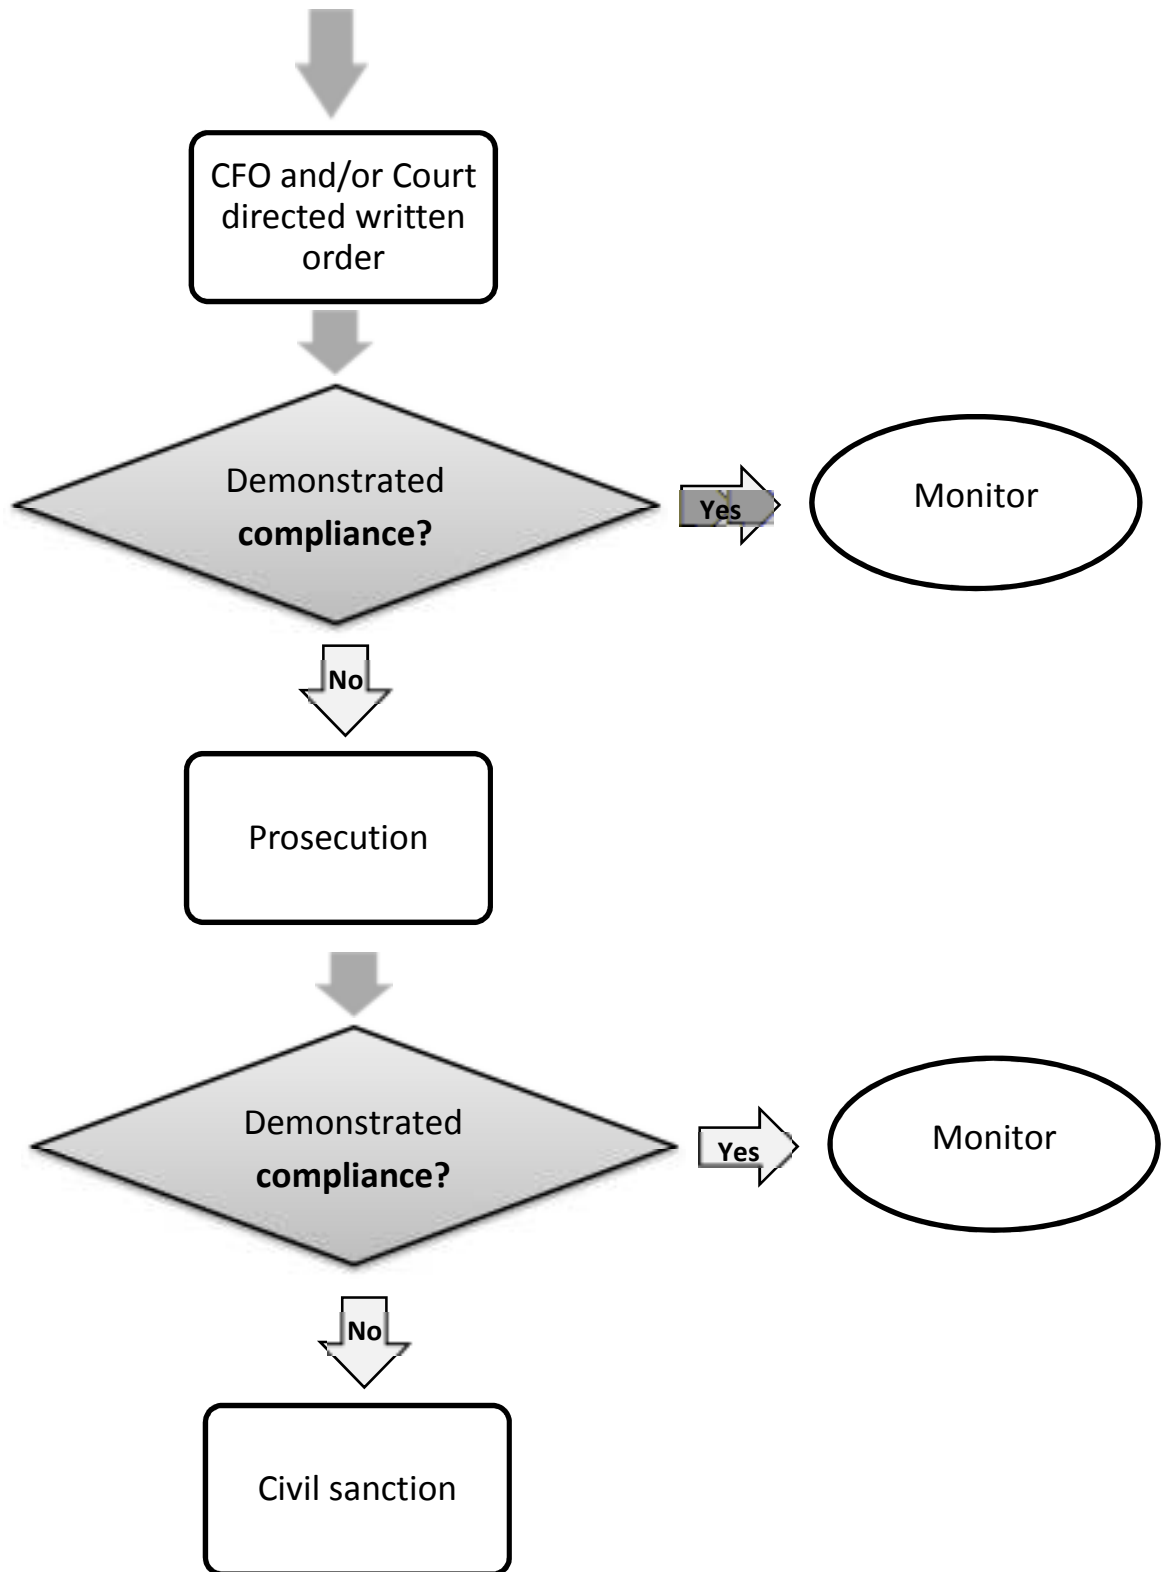 CFO and/or Court
directed written
order
Demonstrated
compliance?
Yes
Monitor
No
Prosecution
Demonstrated
compliance?
Yes
Monitor
No
Civil sanction